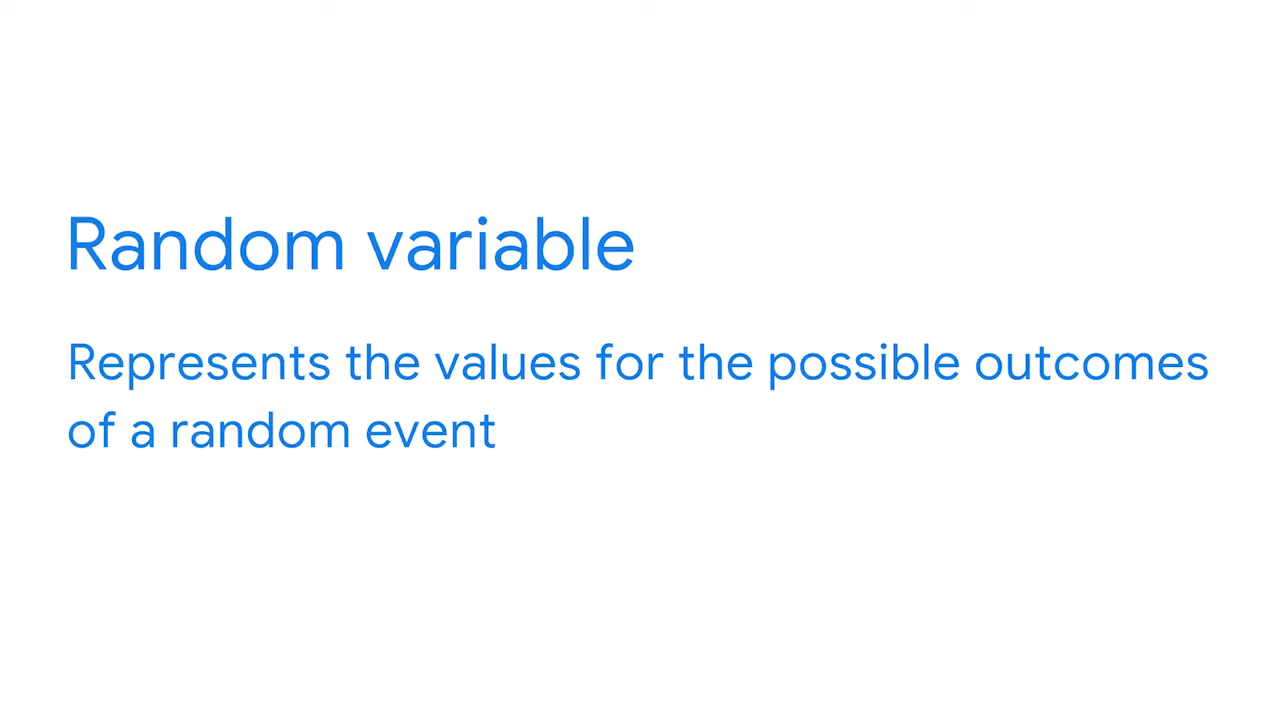 Random variable
Represents the values for the possible outcomes
of a random event